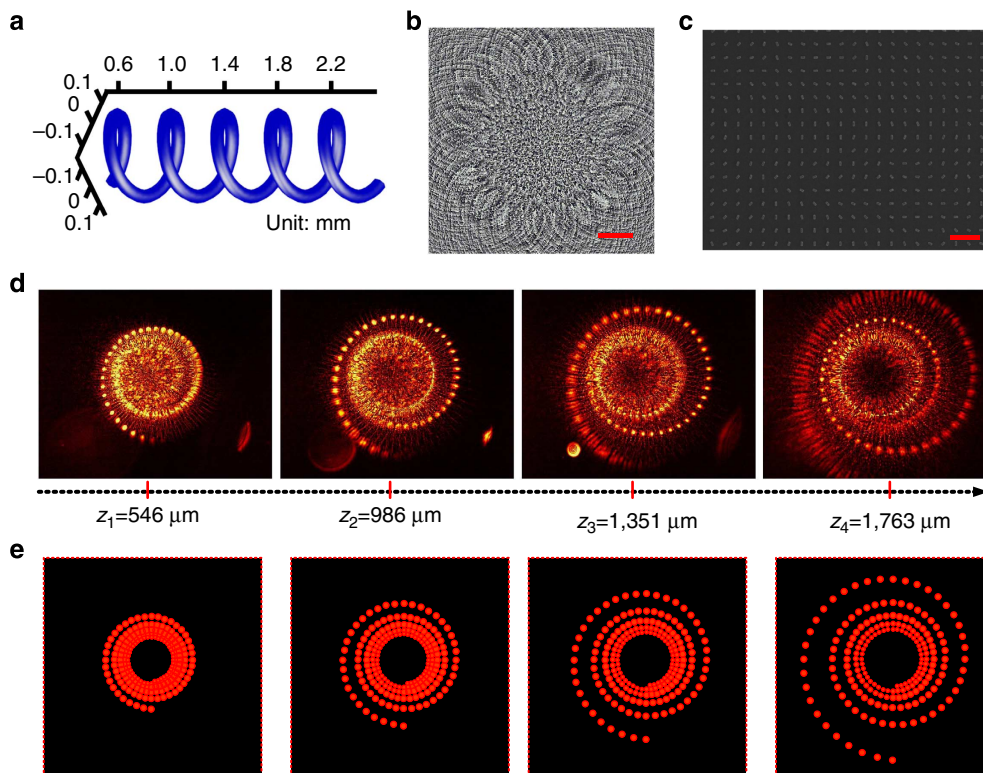 a
0.6 1.0 1.4 1.8 2.2
0.1
0
–0.1
–0.1
0
0.1
Unit: mm
b
c
d
z1=546 μm
z2=986 μm
z3=1,351 μm
z4=1,763 μm
e